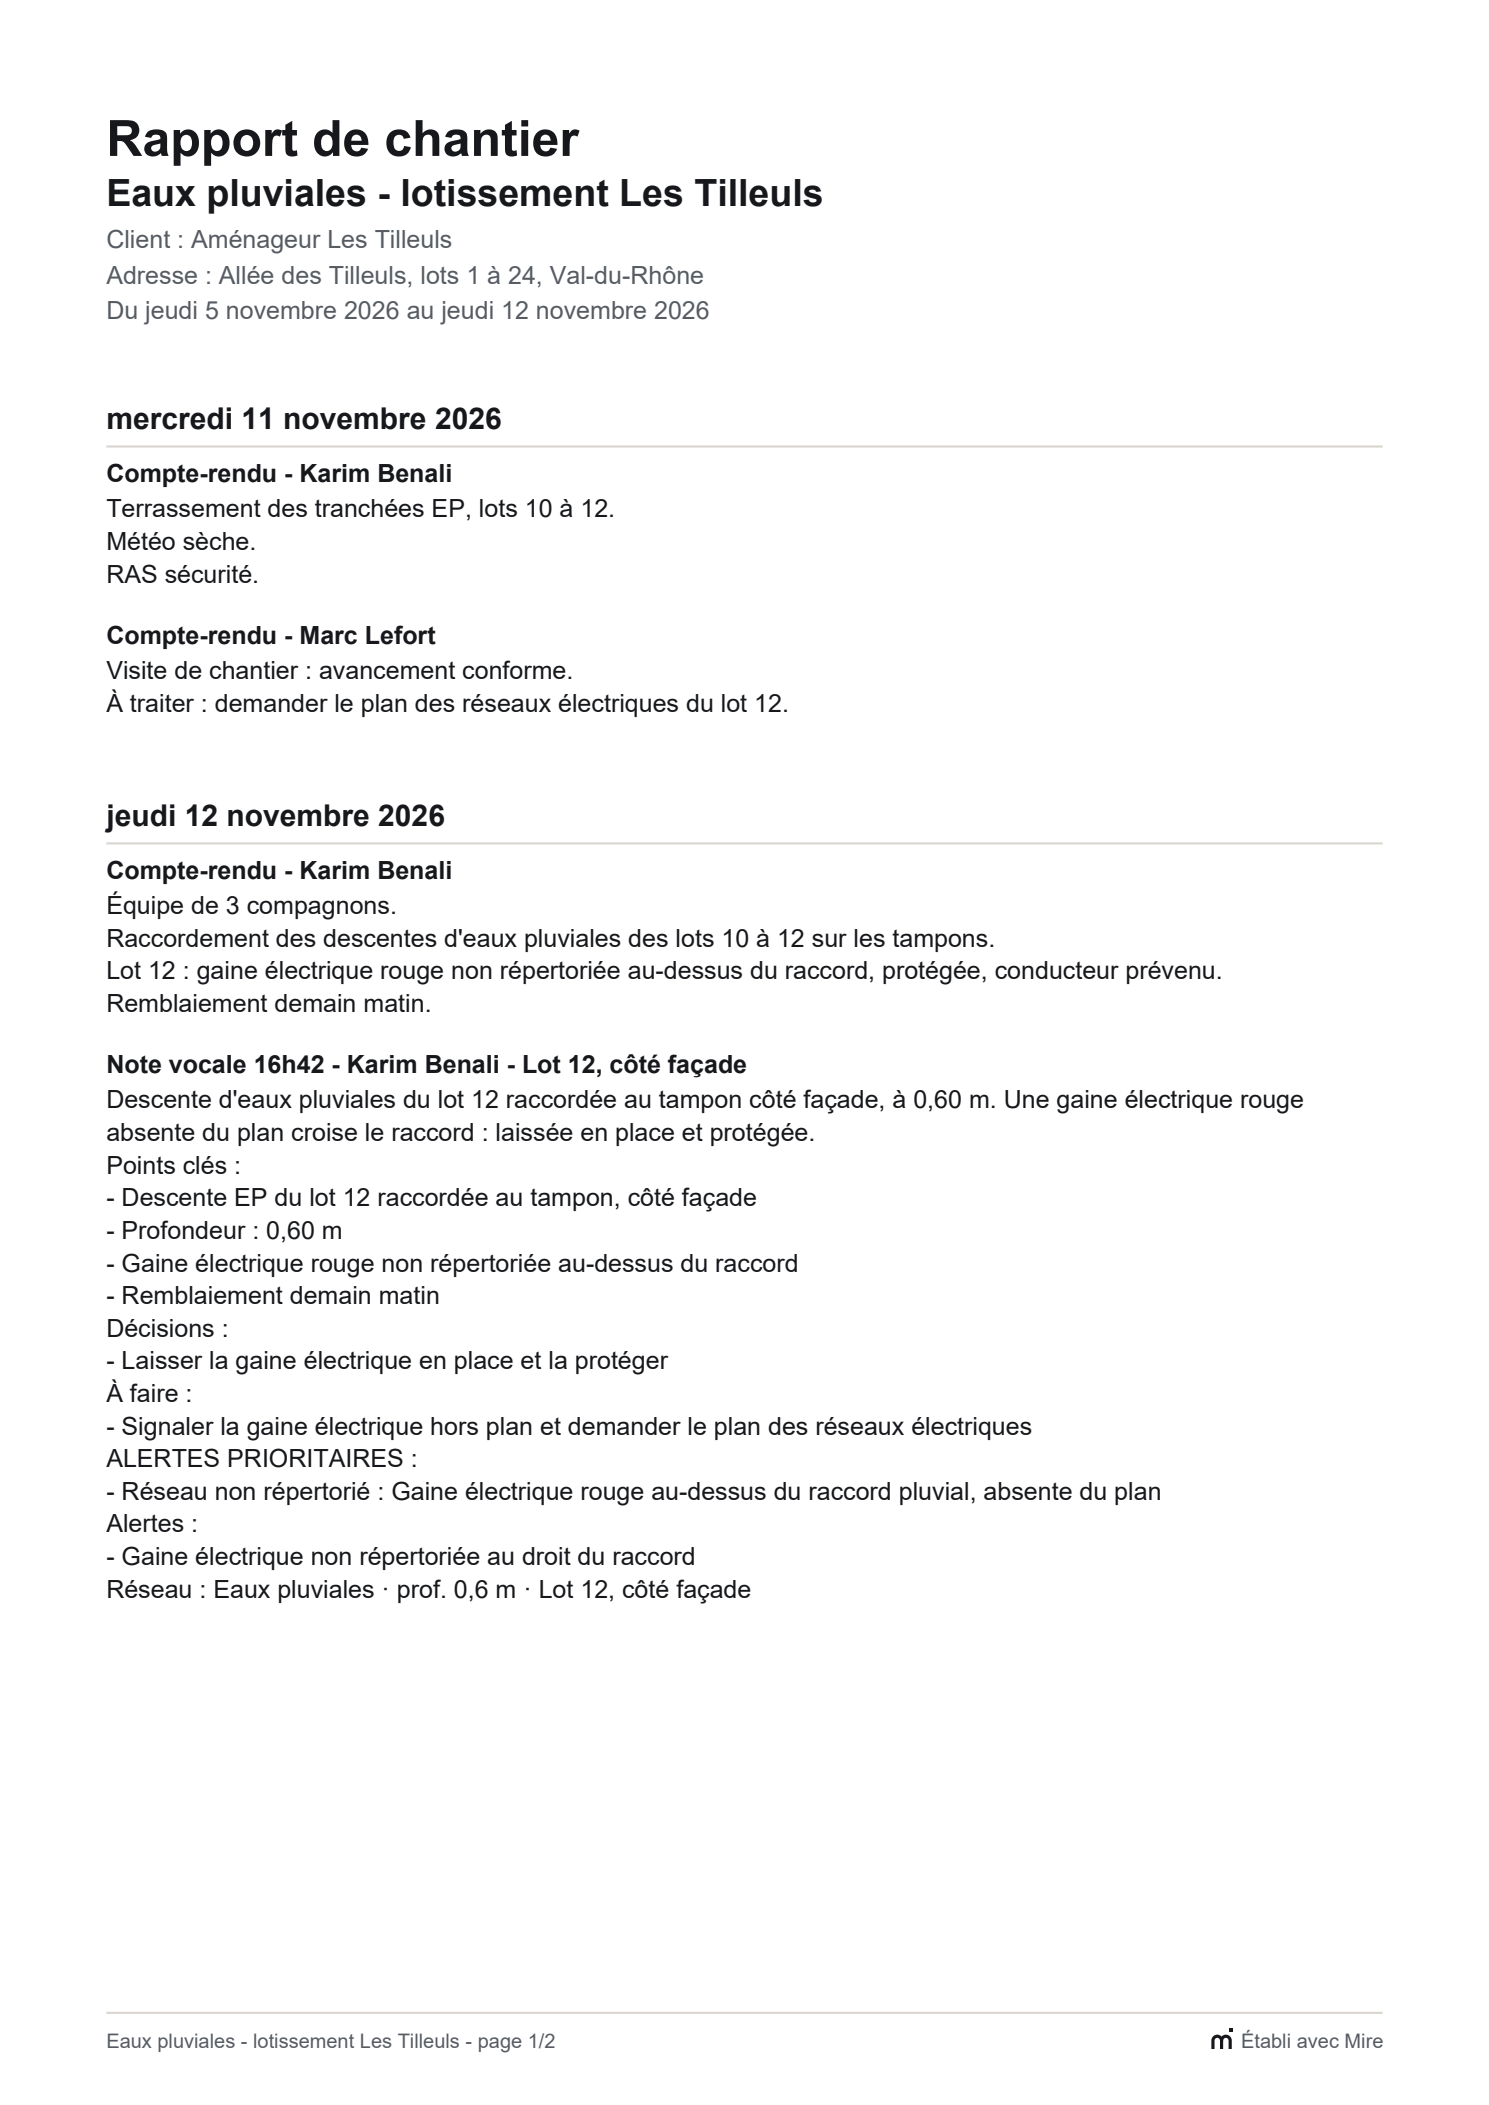 Rapport de chantier
Eaux pluviales - lotissement Les Tilleuls
Client : Aménageur Les Tilleuls
Adresse : Allée des Tilleuls, lots 1 à 24, Val-du-Rhône
Du jeudi 5 novembre 2026 au jeudi 12 novembre 2026
mercredi 11 novembre 2026
Compte-rendu - Karim Benali
Terrassement des tranchées EP, lots 10 à 12.
Météo sèche.
RAS sécurité.
Compte-rendu - Marc Lefort
Visite de chantier : avancement conforme.
À traiter : demander le plan des réseaux électriques du lot 12.
jeudi 12 novembre 2026
Compte-rendu - Karim Benali
Équipe de 3 compagnons.
Raccordement des descentes d'eaux pluviales des lots 10 à 12 sur les tampons.
Lot 12 : gaine électrique rouge non répertoriée au-dessus du raccord, protégée, conducteur prévenu.
Remblaiement demain matin.
Note vocale 16h42 - Karim Benali - Lot 12, côté façade
Descente d'eaux pluviales du lot 12 raccordée au tampon côté façade, à 0,60 m. Une gaine électrique rouge
absente du plan croise le raccord : laissée en place et protégée.
Points clés :
- Descente EP du lot 12 raccordée au tampon, côté façade
- Profondeur : 0,60 m
- Gaine électrique rouge non répertoriée au-dessus du raccord
- Remblaiement demain matin
Décisions :
- Laisser la gaine électrique en place et la protéger
À faire :
- Signaler la gaine électrique hors plan et demander le plan des réseaux électriques
ALERTES PRIORITAIRES :
- Réseau non répertorié : Gaine électrique rouge au-dessus du raccord pluvial, absente du plan
Alertes :
- Gaine électrique non répertoriée au droit du raccord
Réseau : Eaux pluviales · prof. 0,6 m · Lot 12, côté façade
Eaux pluviales - lotissement Les Tilleuls - page 1/2
m Établi avec Mire